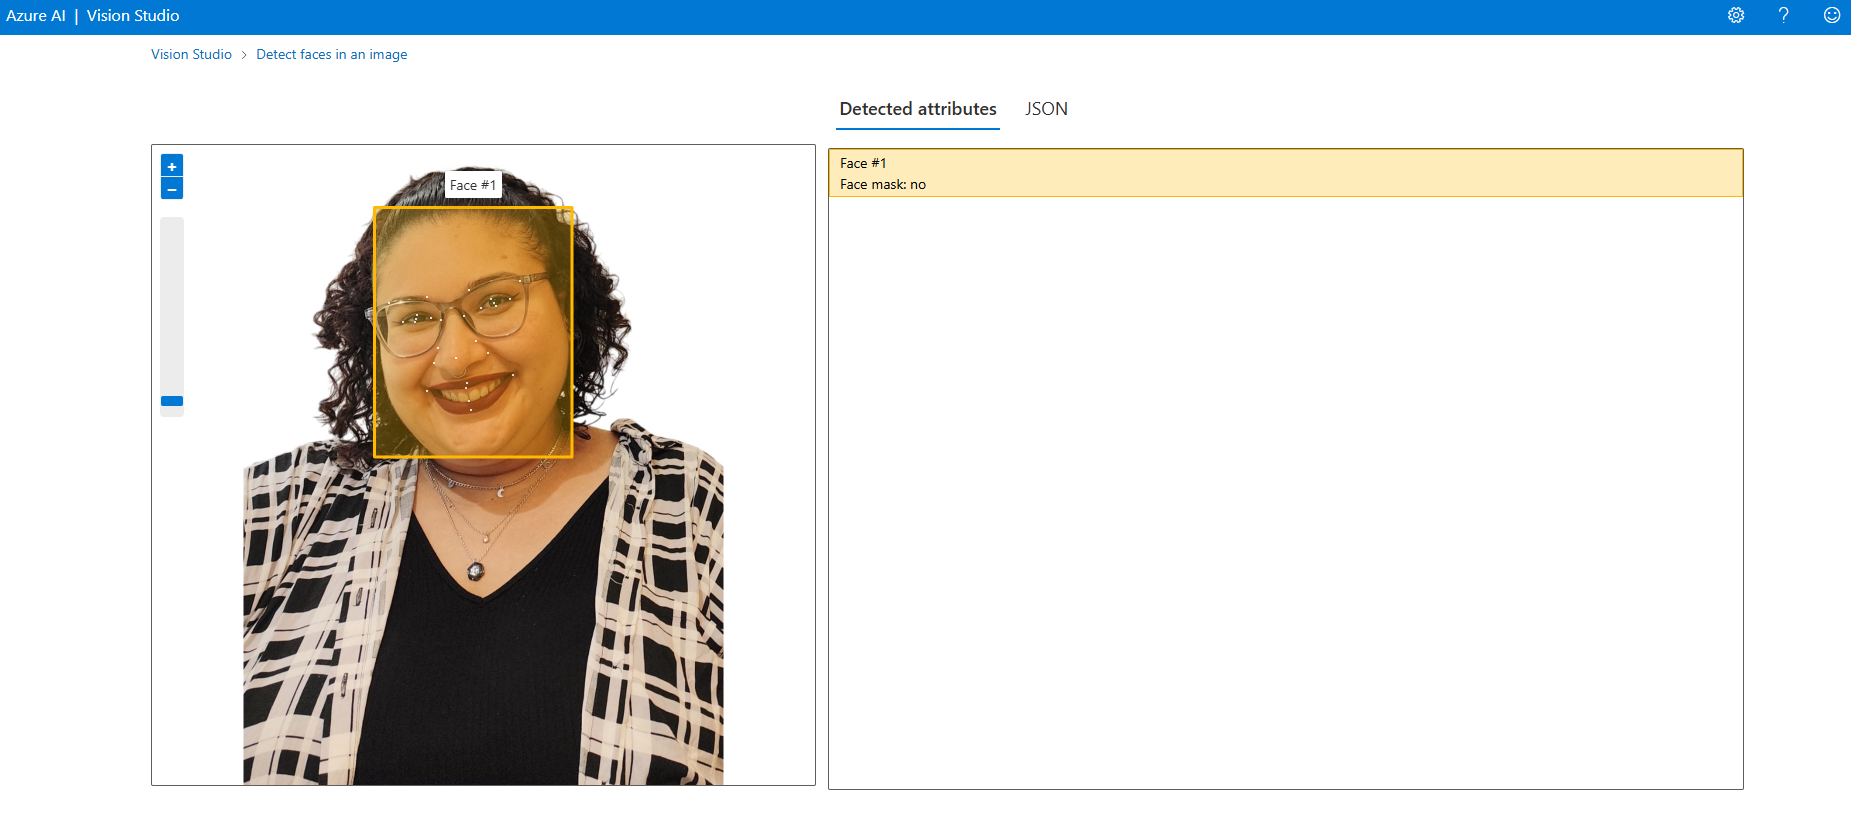 Azure AI | Vision Studio
Vision Studio > Detect faces in an image
Detected attributes JSON
Face #1
Face #1
Face mask: no